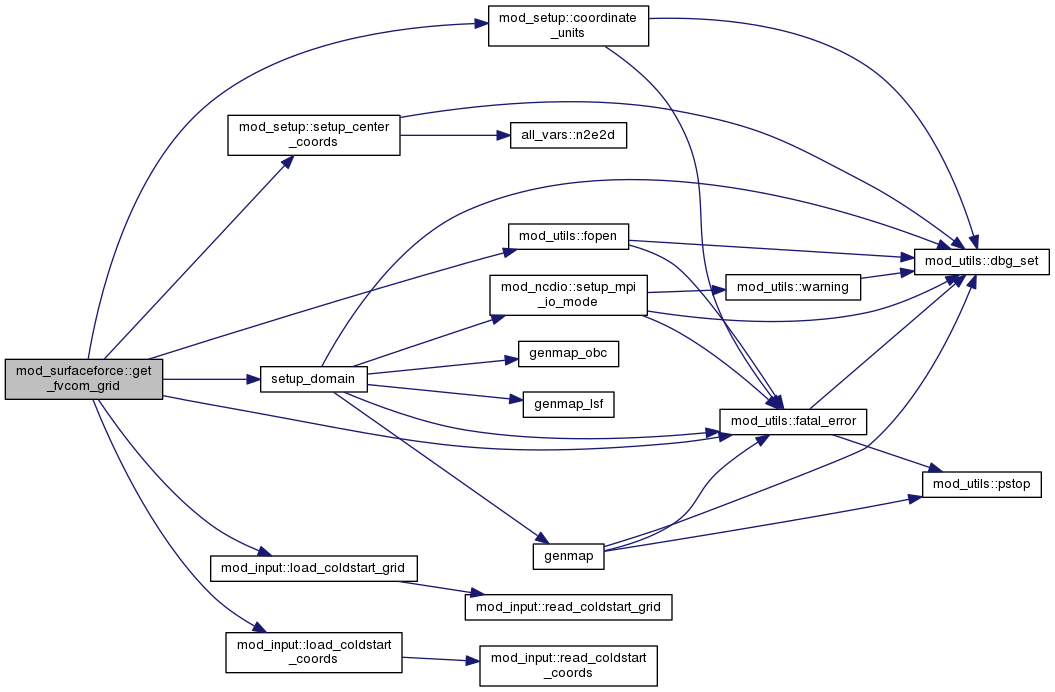 mod_setup::coordinate
_units
mod_setup::setup_center
_coords
all_vars::n2e2d
mod_utils::fopen
mod_utils::dbg_set
mod_ncdio::setup_mpi
_io_mode
mod_utils::warning
mod_surfaceforce::get
_fvcom_grid
setup_domain
genmap_obc
genmap_lsf
mod_utils::fatal_error
mod_utils::pstop
genmap
mod_input::load_coldstart_grid
mod_input::read_coldstart_grid
mod_input::load_coldstart
_coords
mod_input::read_coldstart
_coords